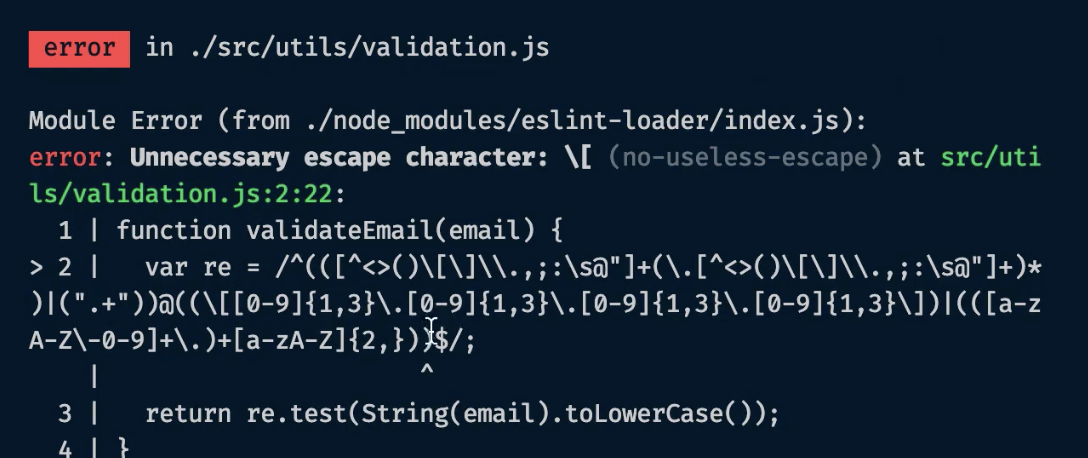 error in ./src/utils/validation.js
Module Error (from ./node_modules/eslint-loader/index.js):
error: Unnecessary escape character: \[ (no-useless-escape) at src/uti
ls/validation.js:2:22:
1 | function validateEmail(email) {
> 2 |   var re = /^(([^<>()\[\]\\.,;:\s@"]+(\.[^<>()\[\]\\.,;:\s@"]+)*
)|(".+"))@((\[[0-9]{1,3}\.[0-9]{1,3}\.[0-9]{1,3}\.[0-9]{1,3}\])|(([a-z
A-Z\-0-9]+\.)+[a-zA-Z]{2,}))$/;
| ^
3 |   return re.test(String(email).toLowerCase());
4 | }